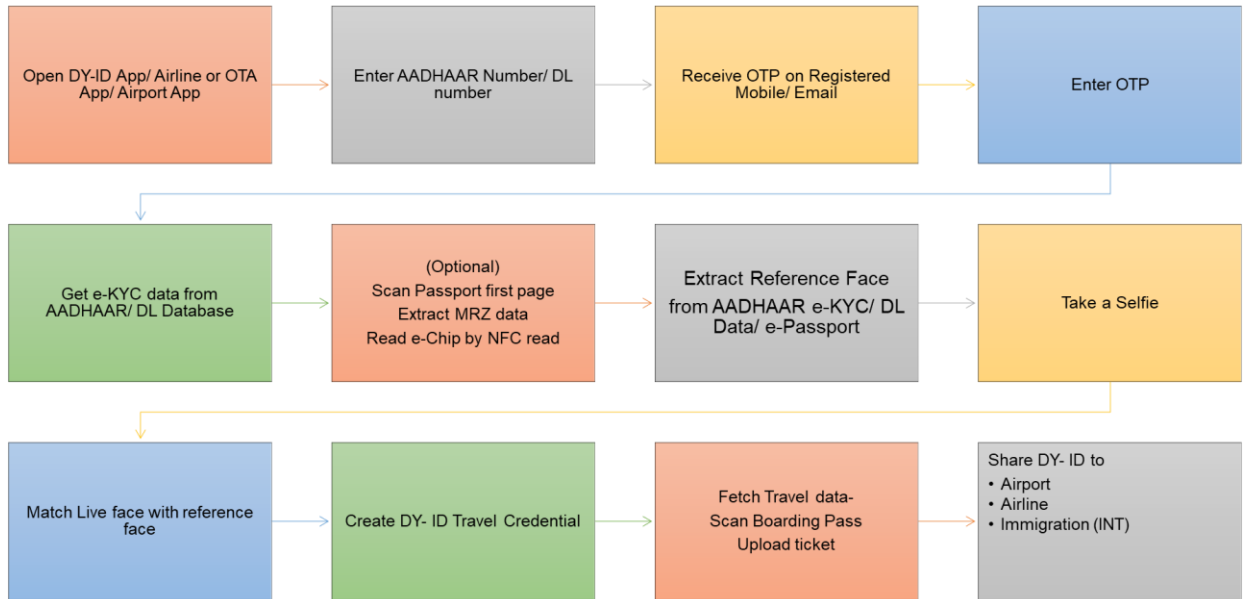 Open DY-ID App/ Airline or OTA
App/ Airport App
Enter AADHAAR Number/ DL
number
Receive OTP on Registered
Mobile/ Email
Enter OTP
Get e-KYC data from
AADHAAR/ DL Database
(Optional)
Scan Passport first page
Extract MRZ data
Read e-Chip by NFC read
Extract Reference Face
from AADHAAR e-KYC/ DL
Data/ e-Passport
Take a Selfie
Match Live face with reference
face
Create DY- ID Travel Credential
Fetch Travel data-
Scan Boarding Pass
Upload ticket
Share DY- ID to
• Airport
• Airline
• Immigration (INT)